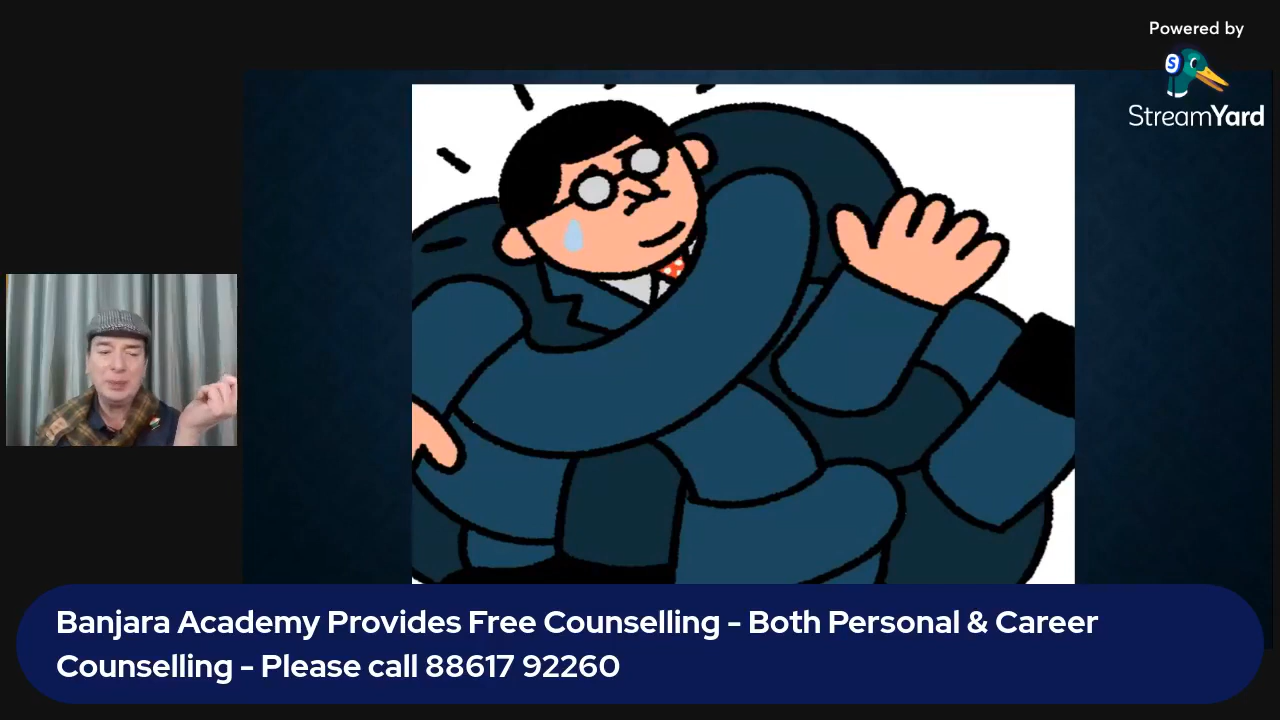 Powered by
StreamYard
Banjara Academy Provides Free Counselling - Both Personal & Career
Counselling - Please call 88617 92260